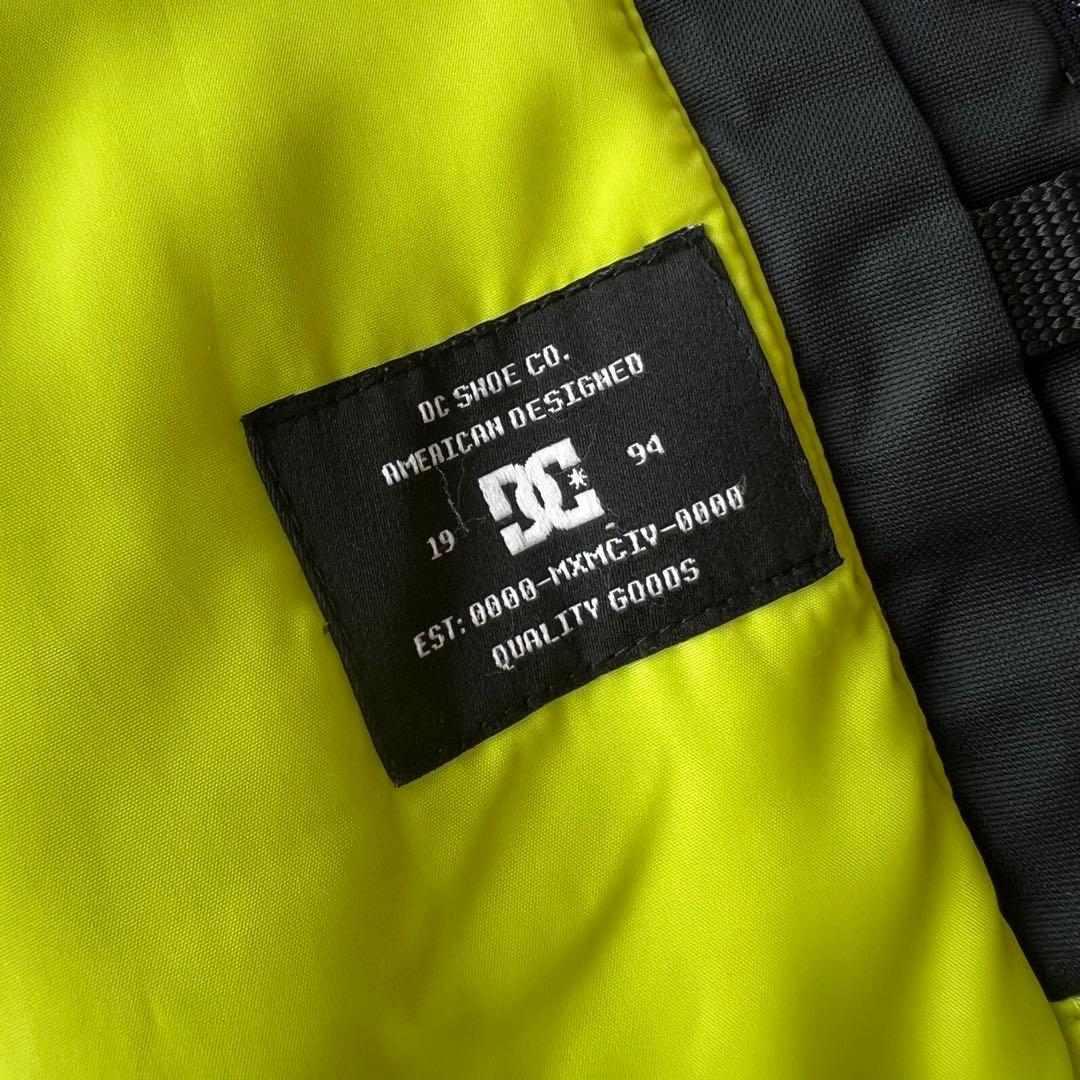 DC SHOE CO.
AMERICAN DESIGNED
19 DC 94
EST: 0000-MXMCIV-0000
QUALITY GOODS